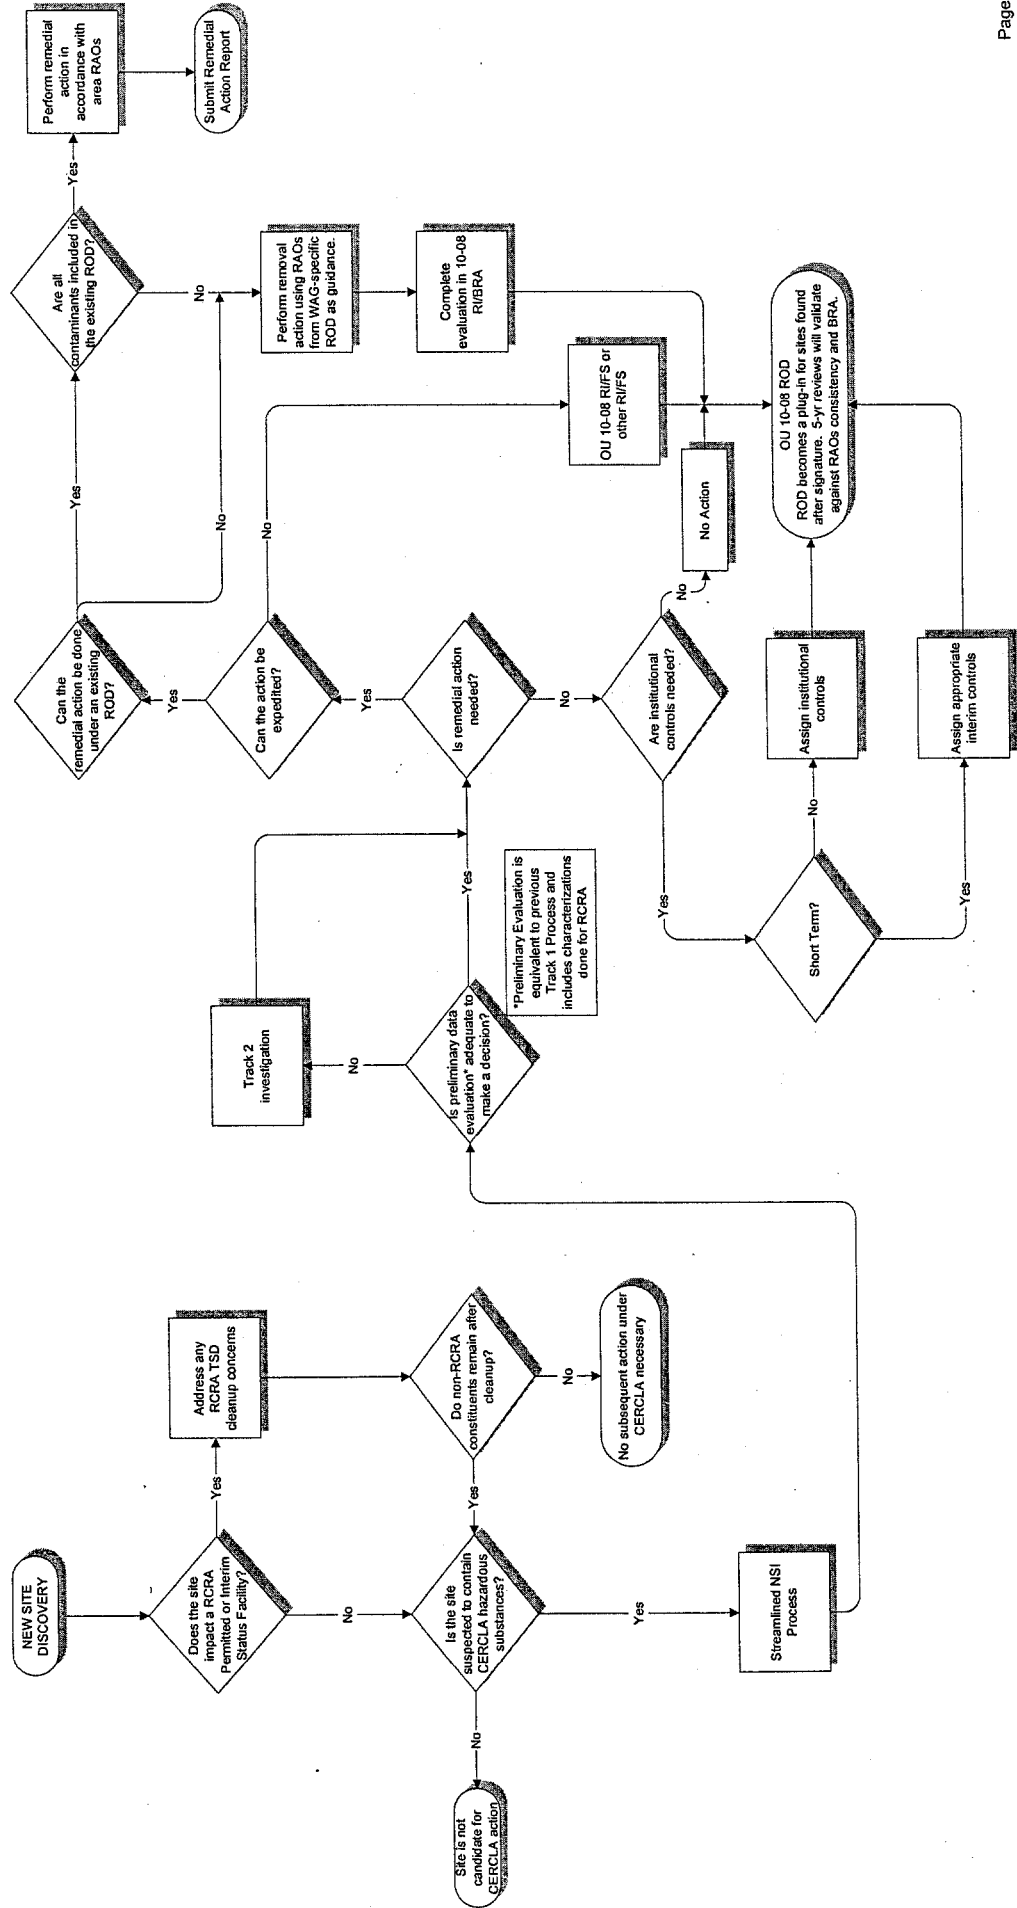 NEW SITE
DISCOVERY
Does the site
impact a RCRA
Permitted or Interim
Status Facility?
Yes
Address any
RCRA TSD
cleanup concerns
No
Do non-RCRA
constituents remain after
cleanup?
Yes
No
No subsequent action under
CERCLA necessary
Is the site
suspected to contain
CERCLA hazardous
substances?
No
Site is not
candidate for
CERCLA action
Yes
Streamlined NSI
Process
Is preliminary data
evaluation* adequate to
make a decision?
No
Track 2
investigation
Yes
*Preliminary Evaluation is
equivalent to previous
Track 1 Process and
includes characterizations
done for RCRA
Is remedial action
needed?
Yes
Can the action be
expedited?
No
Yes
Can the
remedial action be done
under an existing
ROD?
Yes
No
Are all
contaminants included in
the existing ROD?
Yes
Perform remedial
action in
accordance with
area RAOs
Submit Remedial
Action Report
No
Perform removal
action using RAOs
from WAG-specific
ROD as guidance.
Complete
evaluation in 10-08
RI/BRA
OU 10-08 RI/FS or
other RI/FS
No
Are institutional
controls needed?
No
No Action
Yes
Short Term?
No
Assign institutional
controls
Yes
Assign appropriate
interim controls
OU 10-08 ROD
ROD becomes a plug-in for sites found
after signature. 5-yr reviews will validate
against RAOs consistency and BRA.
Page